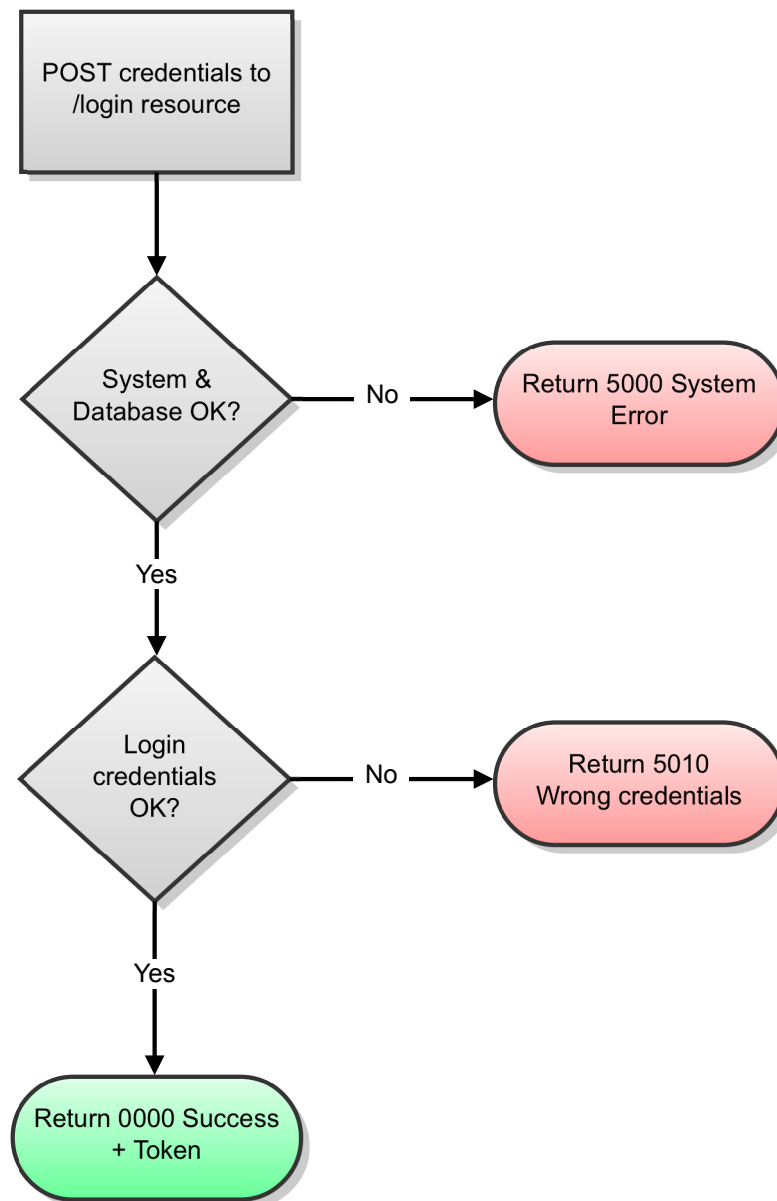 POST credentials to
/login resource
System &
Database OK?
No
Return 5000 System
Error
Yes
Login
credentials
OK?
No
Return 5010
Wrong credentials
Yes
Return 0000 Success
+ Token